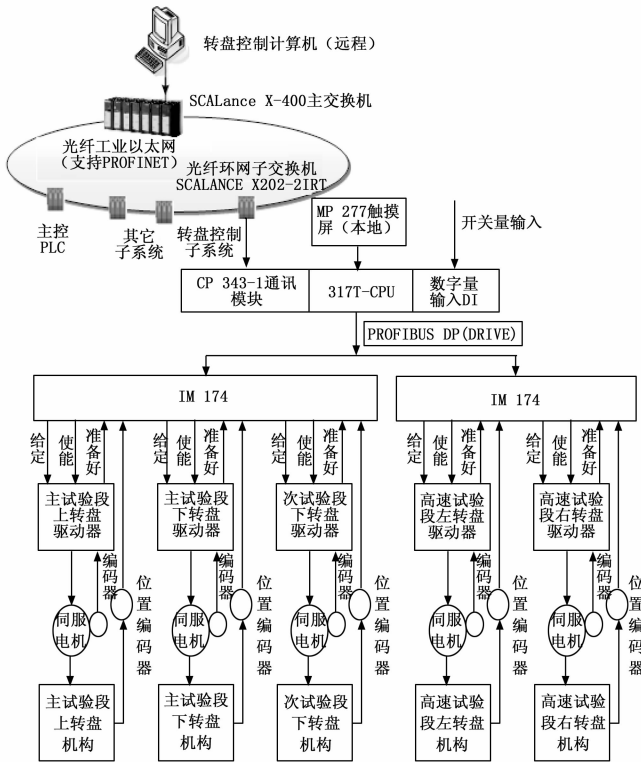 转盘控制计算机（远程）
SCALance X-400主交换机
光纤工业以太网
（支持PROFINET）
光纤环网子交换机
SCALANCE X202-2IRT
主控
PLC
其它
子系统
转盘控制
子系统
MP 277触摸
屏（本地）
开关量输入
CP 343-1通讯
模块
317T-CPU
数字量
输入DI
PROFIBUS DP(DRIVE)
IM 174
IM 174
给定
使能
准备好
给定
使能
准备好
给定
使能
准备好
给定
使能
准备好
给定
使能
准备好
主试验段
上转盘
驱动器
主试验段
下转盘
驱动器
次试验段
下转盘
驱动器
高速试验
段左转盘
驱动器
高速试验
段右转盘
驱动器
编码器
位置编码器
编码器
位置编码器
编码器
位置编码器
编码器
位置编码器
编码器
位置编码器
伺服
电机
伺服
电机
伺服
电机
伺服
电机
伺服
电机
主试验段
上转盘
机构
主试验段
下转盘
机构
次试验段
下转盘
机构
高速试验
段左转盘
机构
高速试验
段右转盘
机构